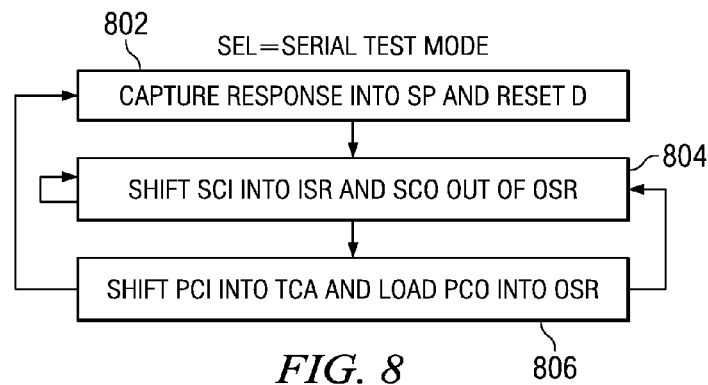 802
SEL=SERIAL TEST MODE
CAPTURE RESPONSE INTO SP AND RESET D
804
SHIFT SCI INTO ISR AND SCO OUT OF OSR
SHIFT PCI INTO TCA AND LOAD PCO INTO OSR
806
FIG. 8